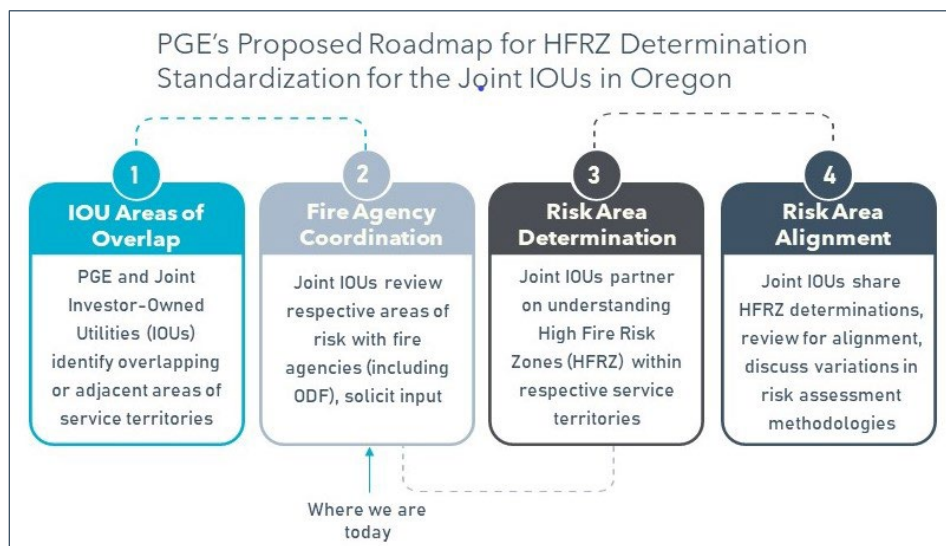 PGE's Proposed Roadmap for HFRZ Determination
Standardization for the Joint IOUs in Oregon
1
IOU Areas of
Overlap
PGE and Joint
Investor-Owned
Utilities (IOUs)
identify overlapping
or adjacent areas of
service territories
2
Fire Agency
Coordination
Joint IOUs review
respective areas of
risk with fire
agencies (including
ODF), solicit input
3
Risk Area
Determination
Joint IOUs partner
on understanding
High Fire Risk
Zones (HFRZ) within
respective service
territories
4
Risk Area
Alignment
Joint IOUs share
HFRZ determinations,
review for alignment,
discuss variations in
risk assessment
methodologies
Where we are
today